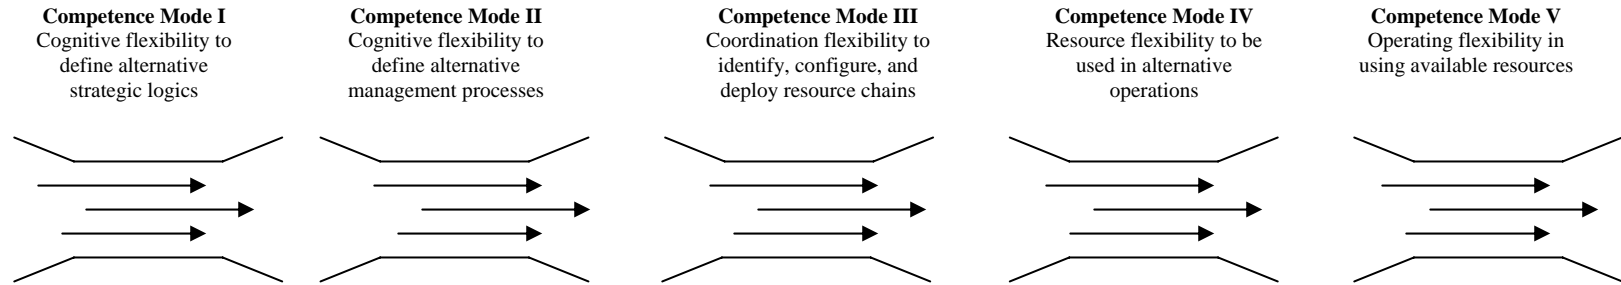 Competence Mode I
Cognitive flexibility to
define alternative
strategic logics
Competence Mode II
Cognitive flexibility to
define alternative
management processes
Competence Mode III
Coordination flexibility to
identify, configure, and
deploy resource chains
Competence Mode IV
Resource flexibility to be
used in alternative
operations
Competence Mode V
Operating flexibility in
using available resources